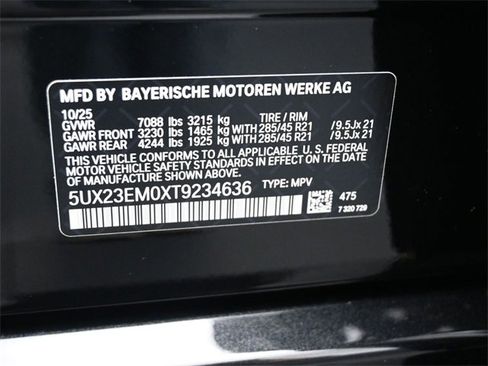 MFD BY BAYERISCHE MOTOREN WERKE AG
10/25
GVWR 7088 lbs 3215 kg TIRE / RIM
GAWR FRONT 3230 lbs 1465 kg WITH 285/45 R21 /9.5Jx 21
GAWR REAR 4244 lbs 1925 kg WITH 285/45 R21 /9.5Jx 21
THIS VEHICLE CONFORMS TO ALL APPLICABLE FEDERAL
MOTOR VEHICLE SAFETY STANDARDS IN EFFECT ON THE
DATE OF MANUFACTURE SHOWN ABOVE.
5UX23EM0XT9234636 TYPE: MPV
475
7 320 729